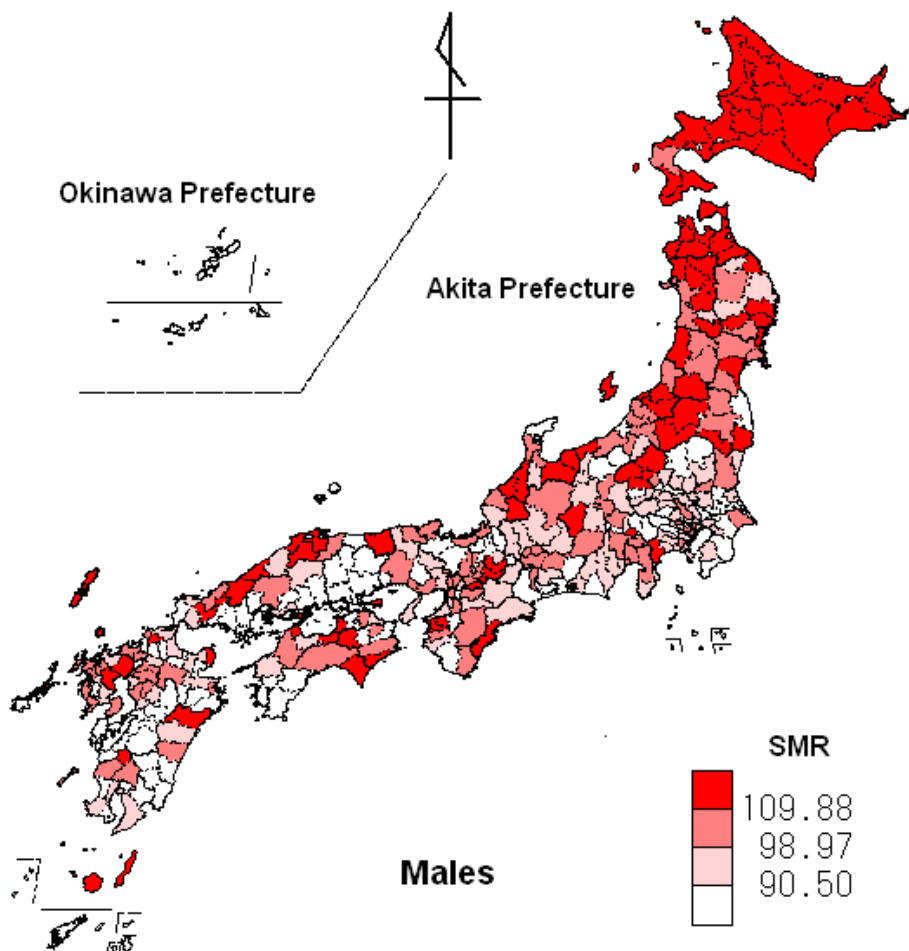 Okinawa Prefecture
Akita Prefecture
SMR
109.88
98.97
90.50
Males